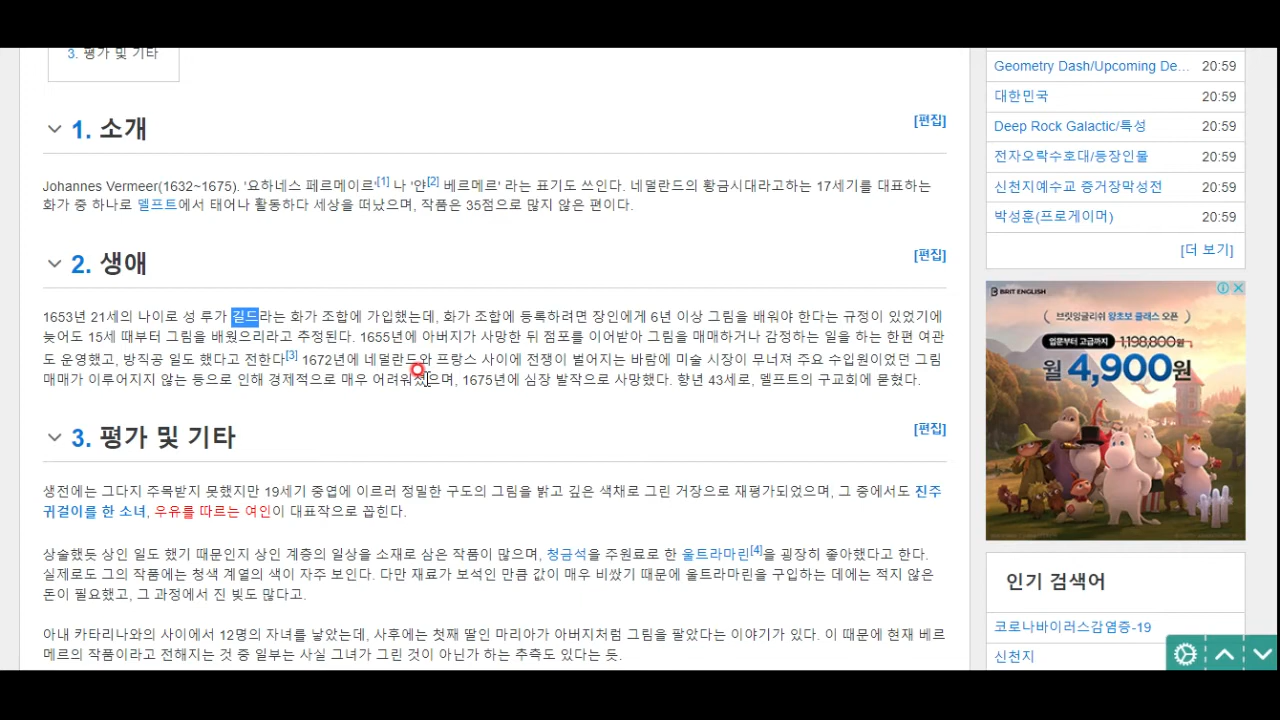 3. 평가 및 기타
1. 소개
[편집]
Johannes Vermeer(1632~1675). '요하네스 페르메이르'[1] 나 '얀[2] 베르메르' 라는 표기도 쓰인다. 네덜란드의 황금시대라고하는 17세기를 대표하는
화가 중 하나로 델프트에서 태어나 활동하다 세상을 떠났으며, 작품은 35점으로 많지 않은 편이다.
2. 생애
[편집]
1653년 21세의 나이로 성 루가 길드라는 화가 조합에 가입했는데, 화가 조합에 등록하려면 장인에게 6년 이상 그림을 배워야 한다는 규정이 있었기에
늦어도 15세 때부터 그림을 배웠으리라고 추정된다. 1655년에 아버지가 사망한 뒤 점포를 이어받아 그림을 매매하거나 감정하는 일을 하는 한편 여관
도 운영했고, 방직공 일도 했다고 전한다[3] 1672년에 네덜란드와 프랑스 사이에 전쟁이 벌어지는 바람에 미술 시장이 무너져 주요 수입원이었던 그림
매매가 이루어지지 않는 등으로 인해 경제적으로 매우 어려워졌으며, 1675년에 심장 발작으로 사망했다. 향년 43세로, 델프트의 구교회에 묻혔다.
3. 평가 및 기타
[편집]
생전에는 그다지 주목받지 못했지만 19세기 중엽에 이르러 정밀한 구도의 그림을 밝고 깊은 색채로 그린 거장으로 재평가되었으며, 그 중에서도 진주
귀걸이를 한 소녀, 우유를 따르는 여인이 대표작으로 꼽힌다.
상술했듯 상인 일도 했기 때문인지 상인 계층의 일상을 소재로 삼은 작품이 많으며, 청금석을 주원료로 한 울트라마린[4]을 굉장히 좋아했다고 한다.
실제로도 그의 작품에는 청색 계열의 색이 자주 보인다. 다만 재료가 보석인 만큼 값이 매우 비쌌기 때문에 울트라마린을 구입하는 데에는 적지 않은
돈이 필요했고, 그 과정에서 진 빚도 많다고.
아내 카타리나와의 사이에서 12명의 자녀를 낳았는데, 사후에는 첫째 딸인 마리아가 아버지처럼 그림을 팔았다는 이야기가 있다. 이 때문에 현재 베르
메르의 작품이라고 전해지는 것 중 일부는 사실 그녀가 그린 것이 아닌가 하는 추측도 있다는 듯.
Geometry Dash/Upcoming De... 20:59
대한민국 20:59
Deep Rock Galactic/특성 20:59
전자오락수호대/등장인물 20:59
신천지예수교 증거장막성전 20:59
박성훈(프로게이머) 20:59
[더 보기]
BRIT ENGLISH
( 브릿잉글리쉬 왕초보 클래스 오픈 )
입문부터 고급까지 1,198,800원
월 4,900원
인기 검색어
코로나바이러스감염증-19
신천지